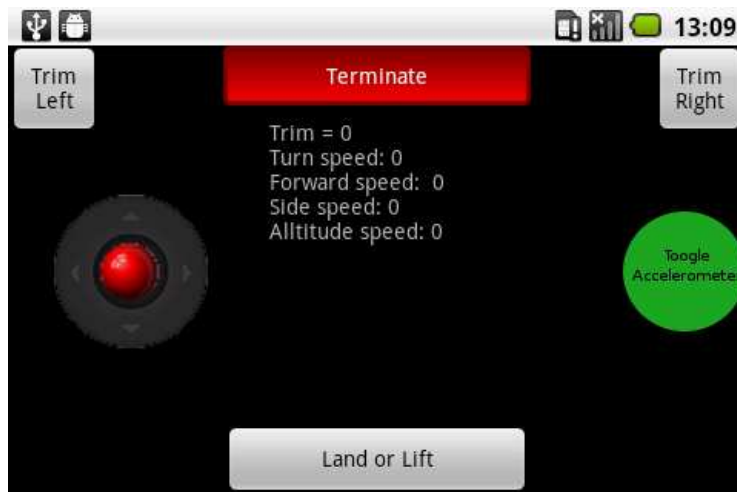 13:09
Trim
Left
Terminate
Trim
Right
Trim = 0
Turn speed: 0
Forward speed:  0
Side speed: 0
Alltitude speed: 0
Toogle
Acceleromete
Land or Lift